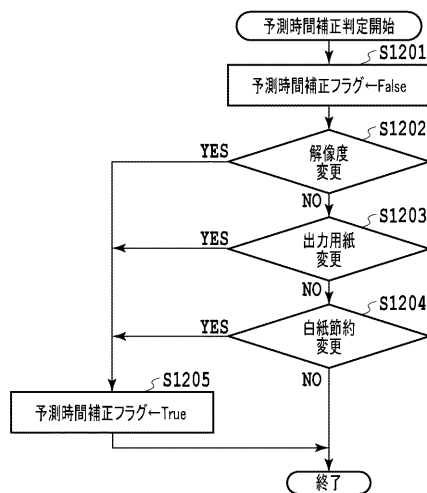 予測時間補正判定開始
S1201
予測時間補正フラグ←False
S1202
YES
解像度
変更
NO
S1203
YES
出力用紙
変更
NO
S1204
YES
白紙節約
変更
NO
S1205
予測時間補正フラグ←True
終了